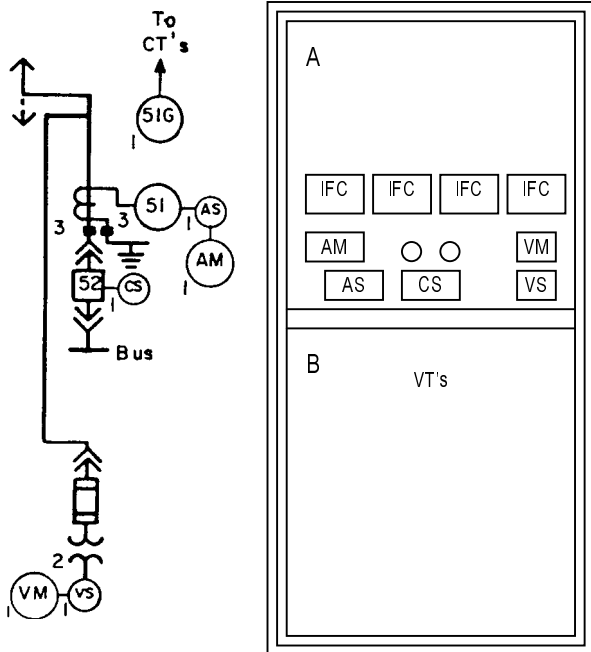 To
CT's
51G
1
51
1
AS
3
3
AM
1
52
CS
1
Bus
2
VM
1
VS
1
A
IFC IFC IFC IFC
AM VM
AS CS VS
B
VT's